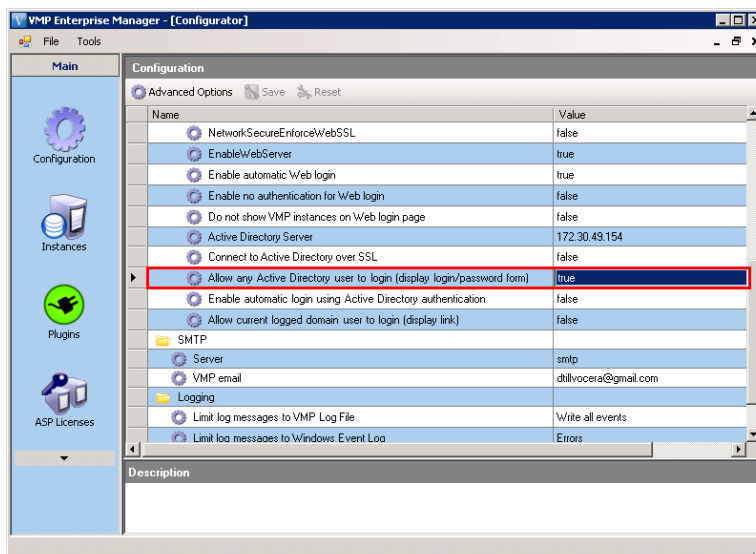 VMP Enterprise Manager - [Configurator]
File Tools
Main
Configuration
Instances
Plugins
ASP Licenses
Configuration
Advanced Options Save Reset
Name Value
NetworkSecureEnforceWebSSL false
EnableWebServer true
Enable automatic Web login true
Enable no authentication for Web login false
Do not show VMP instances on Web login page false
Active Directory Server 172.30.49.154
Connect to Active Directory over SSL false
Allow any Active Directory user to login (display login/password form) true
Enable automatic login using Active Directory authentication false
Allow current logged domain user to login (display link) false
SMTP
Server smtp
VMP email dtillvocera@gmail.com
Logging
Limit log messages to VMP Log File Write all events
Limit log messages to Windows Event Log Errors
Description